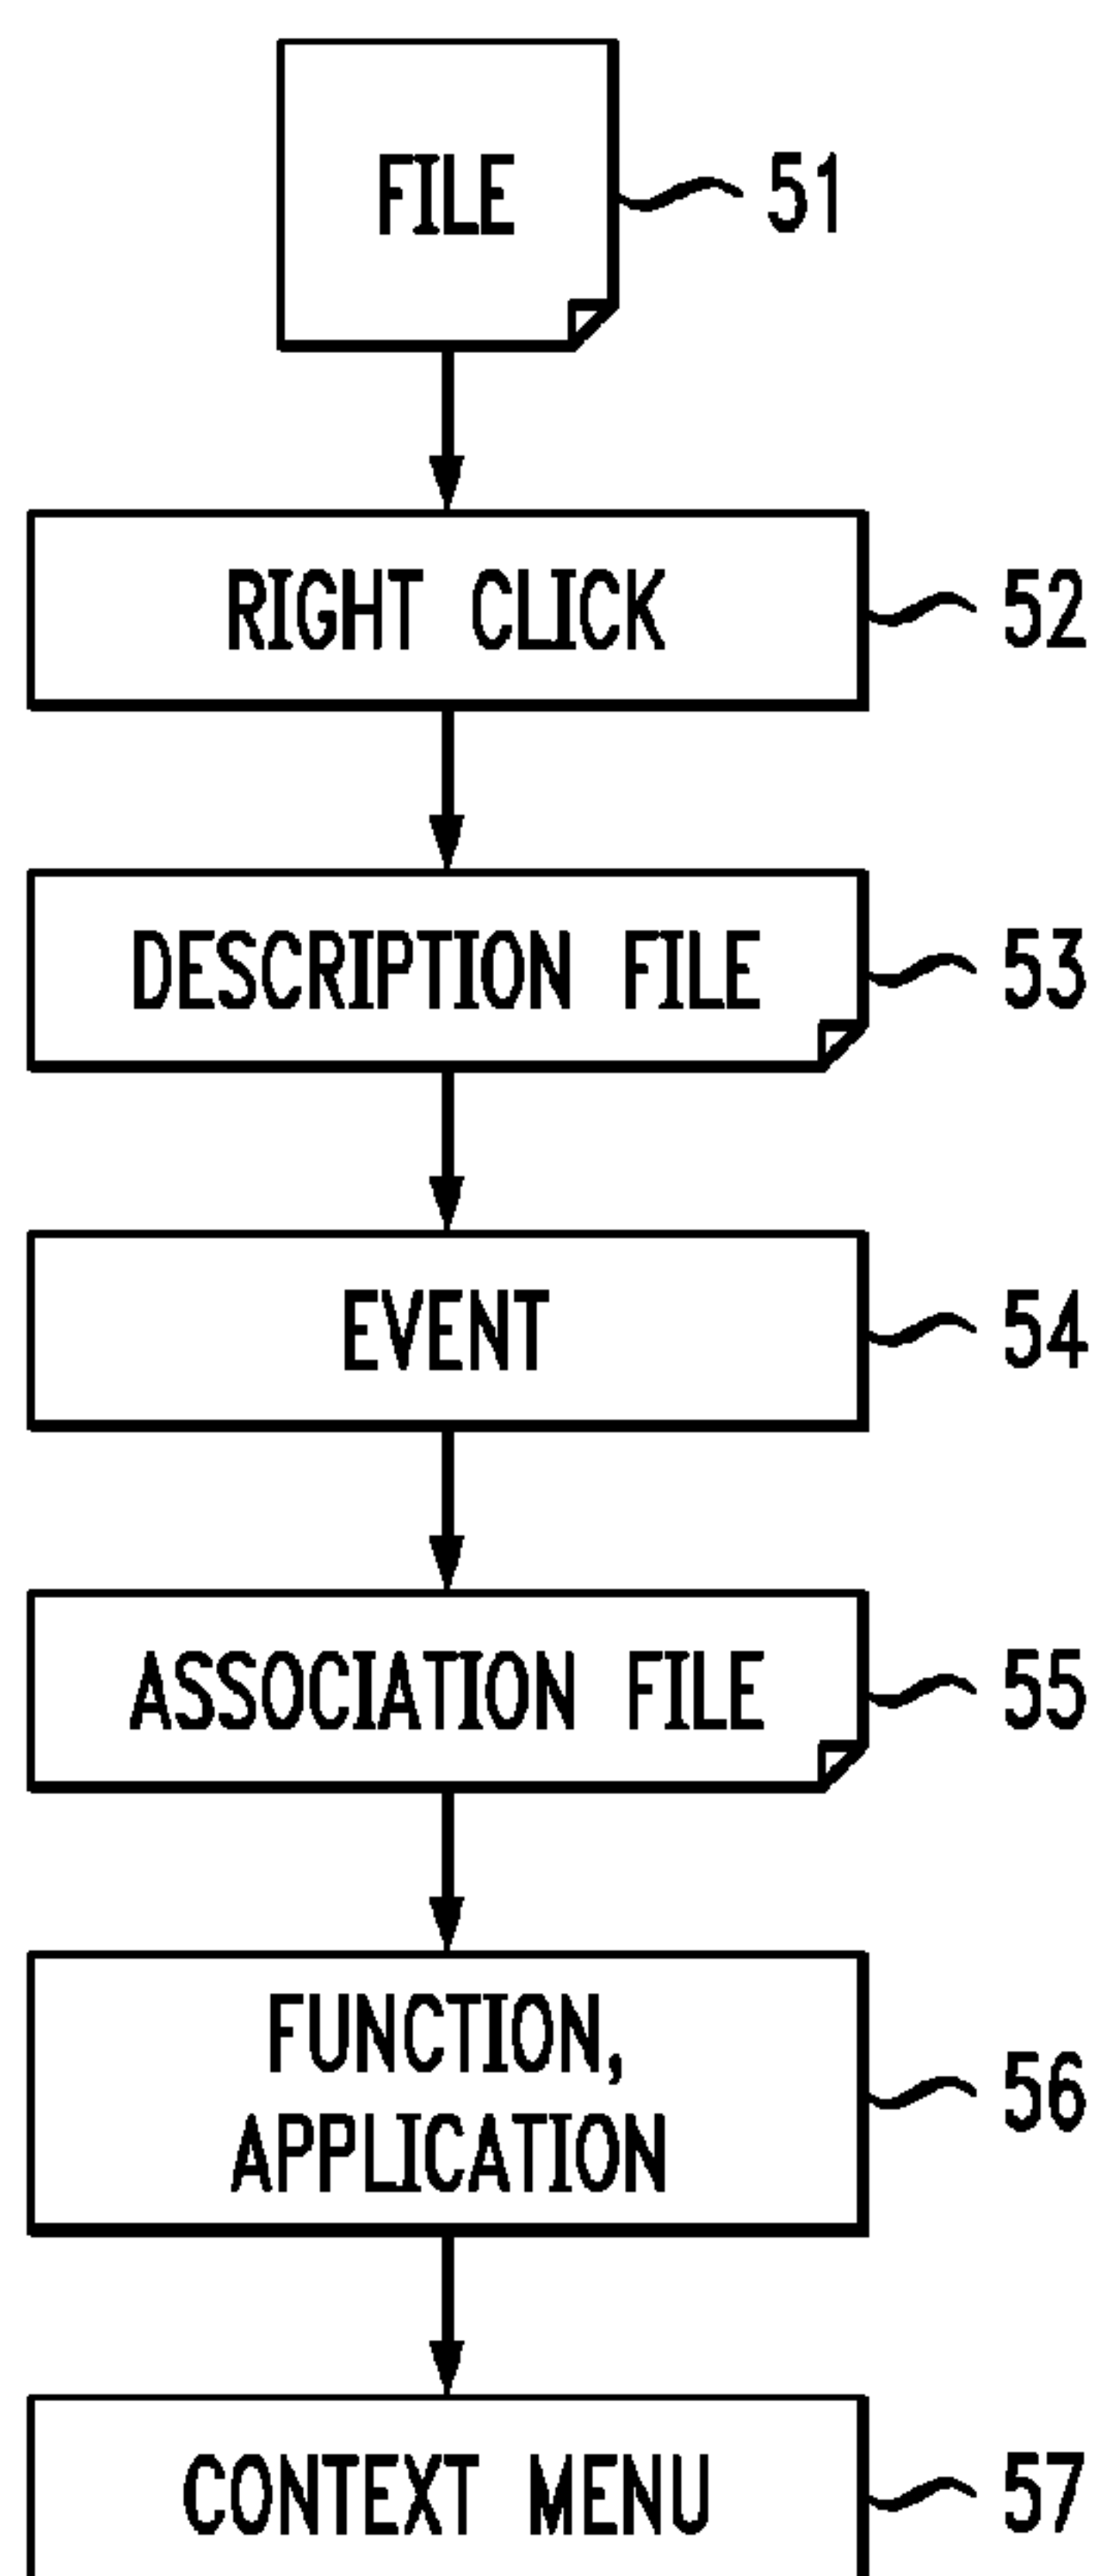 FILE 51
RIGHT CLICK 52
DESCRIPTION FILE 53
EVENT 54
ASSOCIATION FILE 55
FUNCTION,
APPLICATION 56
CONTEXT MENU 57